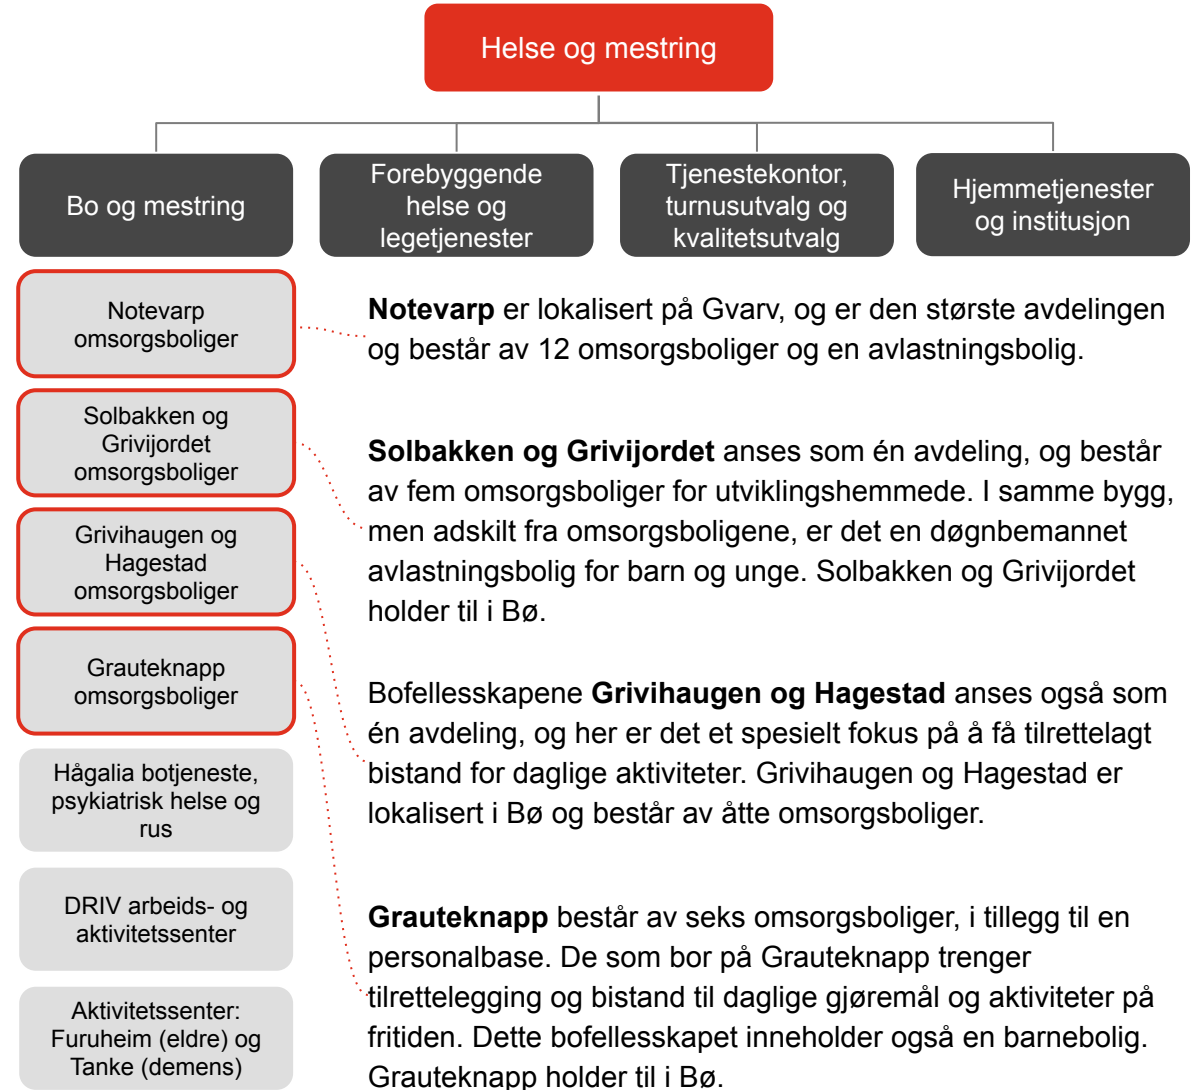 Helse og mestring
Bo og mestring
Forebyggende
helse og
legetjenester
Tjenestekontor,
turnusutvalg og
kvalitetsutvalg
Hjemmetjenester
og institusjon
Notevarp
omsorgsboliger
Solbakken og
Grivijordet
omsorgsboliger
Grivihaugen og
Hagestad
omsorgsboliger
Grauteknapp
omsorgsboliger
Hågalia botjeneste,
psykiatrisk helse og
rus
DRIV arbeids- og
aktivitetssenter
Aktivitetssenter:
Furuheim (eldre) og
Tanke (demens)
Notevarp er lokalisert på Gvarv, og er den største avdelingen
og består av 12 omsorgsboliger og en avlastningsbolig.
Solbakken og Grivijordet anses som én avdeling, og består
av fem omsorgsboliger for utviklingshemmede. I samme bygg,
men adskilt fra omsorgsboligene, er det en døgnbemannet
avlastningsbolig for barn og unge. Solbakken og Grivijordet
holder til i Bø.
Bofellesskapene Grivihaugen og Hagestad anses også som
én avdeling, og her er det et spesielt fokus på å få tilrettelagt
bistand for daglige aktiviteter. Grivihaugen og Hagestad er
lokalisert i Bø og består av åtte omsorgsboliger.
Grauteknapp består av seks omsorgsboliger, i tillegg til en
personalbase. De som bor på Grauteknapp trenger
tilrettelegging og bistand til daglige gjøremål og aktiviteter på
fritiden. Dette bofellesskapet inneholder også en barnebolig.
Grauteknapp holder til i Bø.